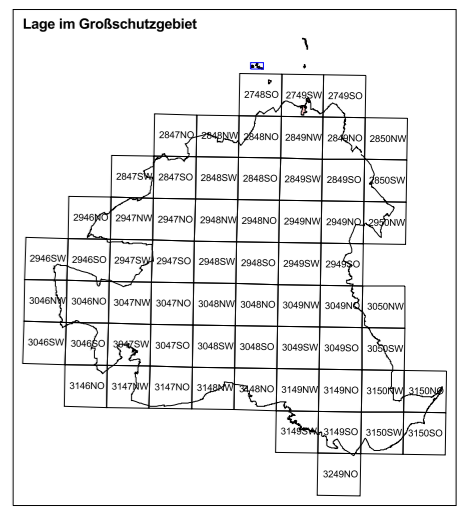 Lage im Großschutzgebiet
2748SO 2749SW 2749SO
2847NO 2848NW 2848NO 2849NW 2849NO 2850NW
2847SW 2847SO 2848SW 2848SO 2849SW 2849SO 2850SW
2946NO 2947NW 2947NO 2948NW 2948NO 2949NW 2949NO 2950NW
2946SW 2946SO 2947SW 2947SO 2948SW 2948SO 2949SW 2949SO
3046NW 3046NO 3047NW 3047NO 3048NW 3048NO 3049NW 3049NO 3050NW
3046SW 3046SO 3047SW 3047SO 3048SW 3048SO 3049SW 3049SO 3050SW
3146NO 3147NW 3147NO 3148NW 3148NO 3149NW 3149NO 3150NW 3150NO
3149SW 3149SO 3150SW 3150SO
3249NO